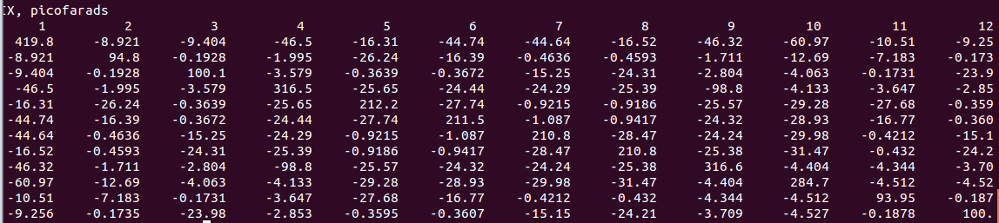 IX, picofarads
1 2 3 4 5 6 7 8 9 10 11 12
419.8 -8.921 -9.404 -46.5 -16.31 -44.74 -44.64 -16.52 -46.32 -60.97 -10.51 -9.25
-8.921 94.8 -0.1928 -1.995 -26.24 -16.39 -0.4636 -0.4593 -1.711 -12.69 -7.183 -0.173
-9.404 -0.1928 100.1 -3.579 -0.3639 -0.3672 -15.25 -24.31 -2.804 -4.063 -0.1731 -23.9
-46.5 -1.995 -3.579 316.5 -25.65 -24.44 -24.29 -25.39 -98.8 -4.133 -3.647 -2.85
-16.31 -26.24 -0.3639 -25.65 212.2 -27.74 -0.9215 -0.9186 -25.57 -29.28 -27.68 -0.359
-44.74 -16.39 -0.3672 -24.44 -27.74 211.5 -1.087 -0.9417 -24.32 -28.93 -16.77 -0.360
-44.64 -0.4636 -15.25 -24.29 -0.9215 -1.087 210.8 -28.47 -24.24 -29.98 -0.4212 -15.1
-16.52 -0.4593 -24.31 -25.39 -0.9186 -0.9417 -28.47 210.8 -25.38 -31.47 -0.432 -24.2
-46.32 -1.711 -2.804 -98.8 -25.57 -24.32 -24.24 -25.38 316.6 -4.404 -4.344 -3.70
-60.97 -12.69 -4.063 -4.133 -29.28 -28.93 -29.98 -31.47 -4.404 284.7 -4.512 -4.52
-10.51 -7.183 -0.1731 -3.647 -27.68 -16.77 -0.4212 -0.432 -4.344 -4.512 93.95 -0.187
-9.256 -0.1735 -23.98 -2.853 -0.3595 -0.3607 -15.15 -24.21 -3.709 -4.527 -0.1878 100.